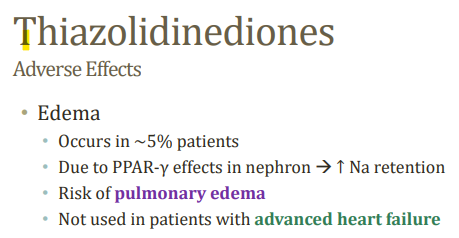 Thiazolidinediones
Adverse Effects
• Edema
• Occurs in ~5% patients
• Due to PPAR-γ effects in nephron → ↑ Na retention
• Risk of pulmonary edema
• Not used in patients with advanced heart failure